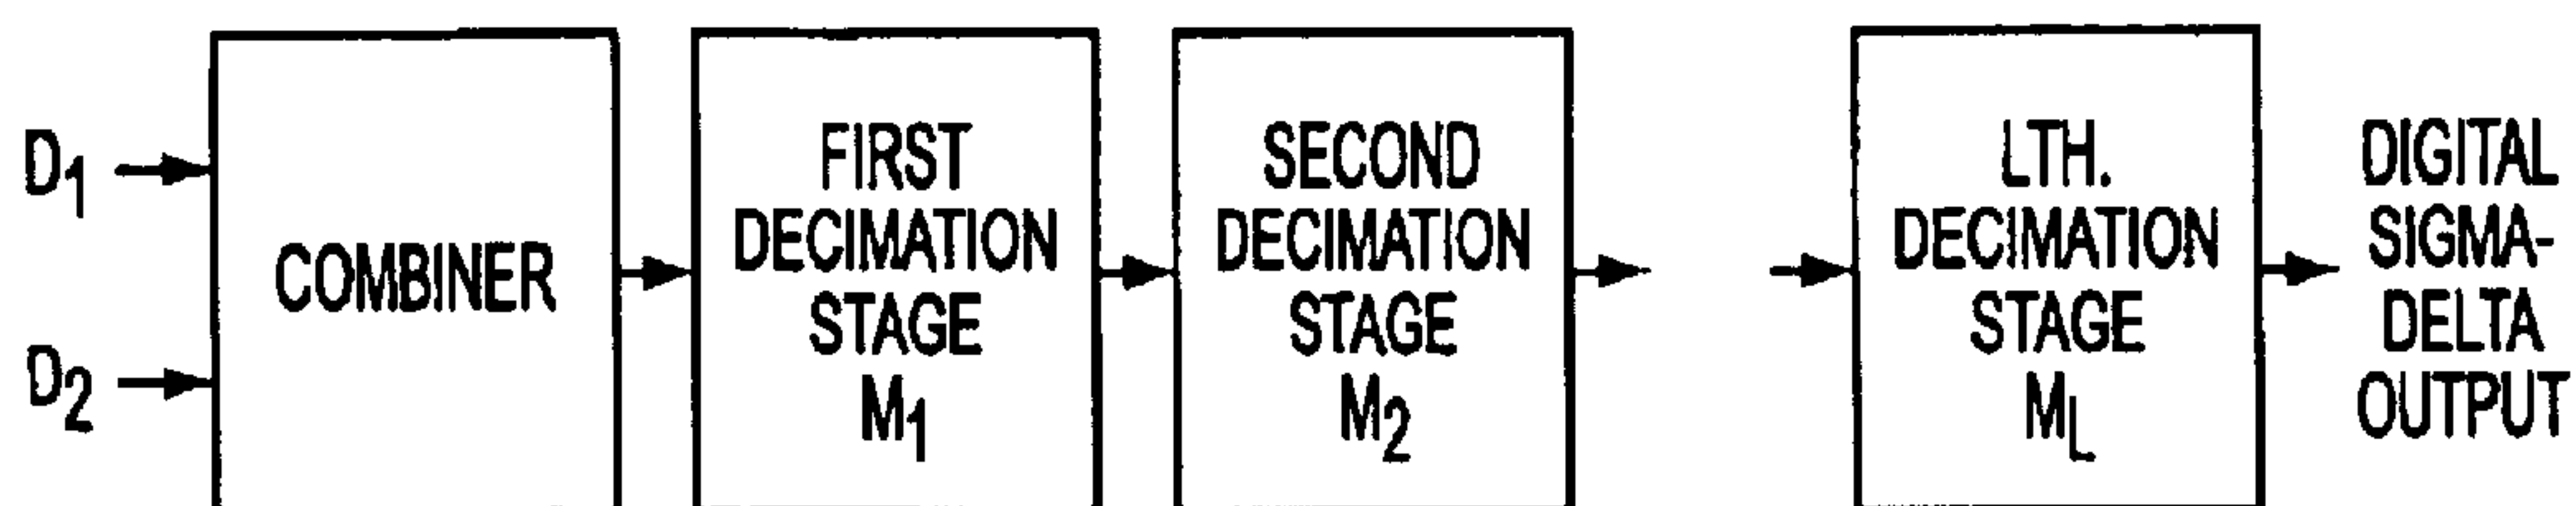 D1
D2
COMBINER
FIRST
DECIMATION
STAGE
M1
SECOND
DECIMATION
STAGE
M2
LTH.
DECIMATION
STAGE
ML
DIGITAL
SIGMA-
DELTA
OUTPUT